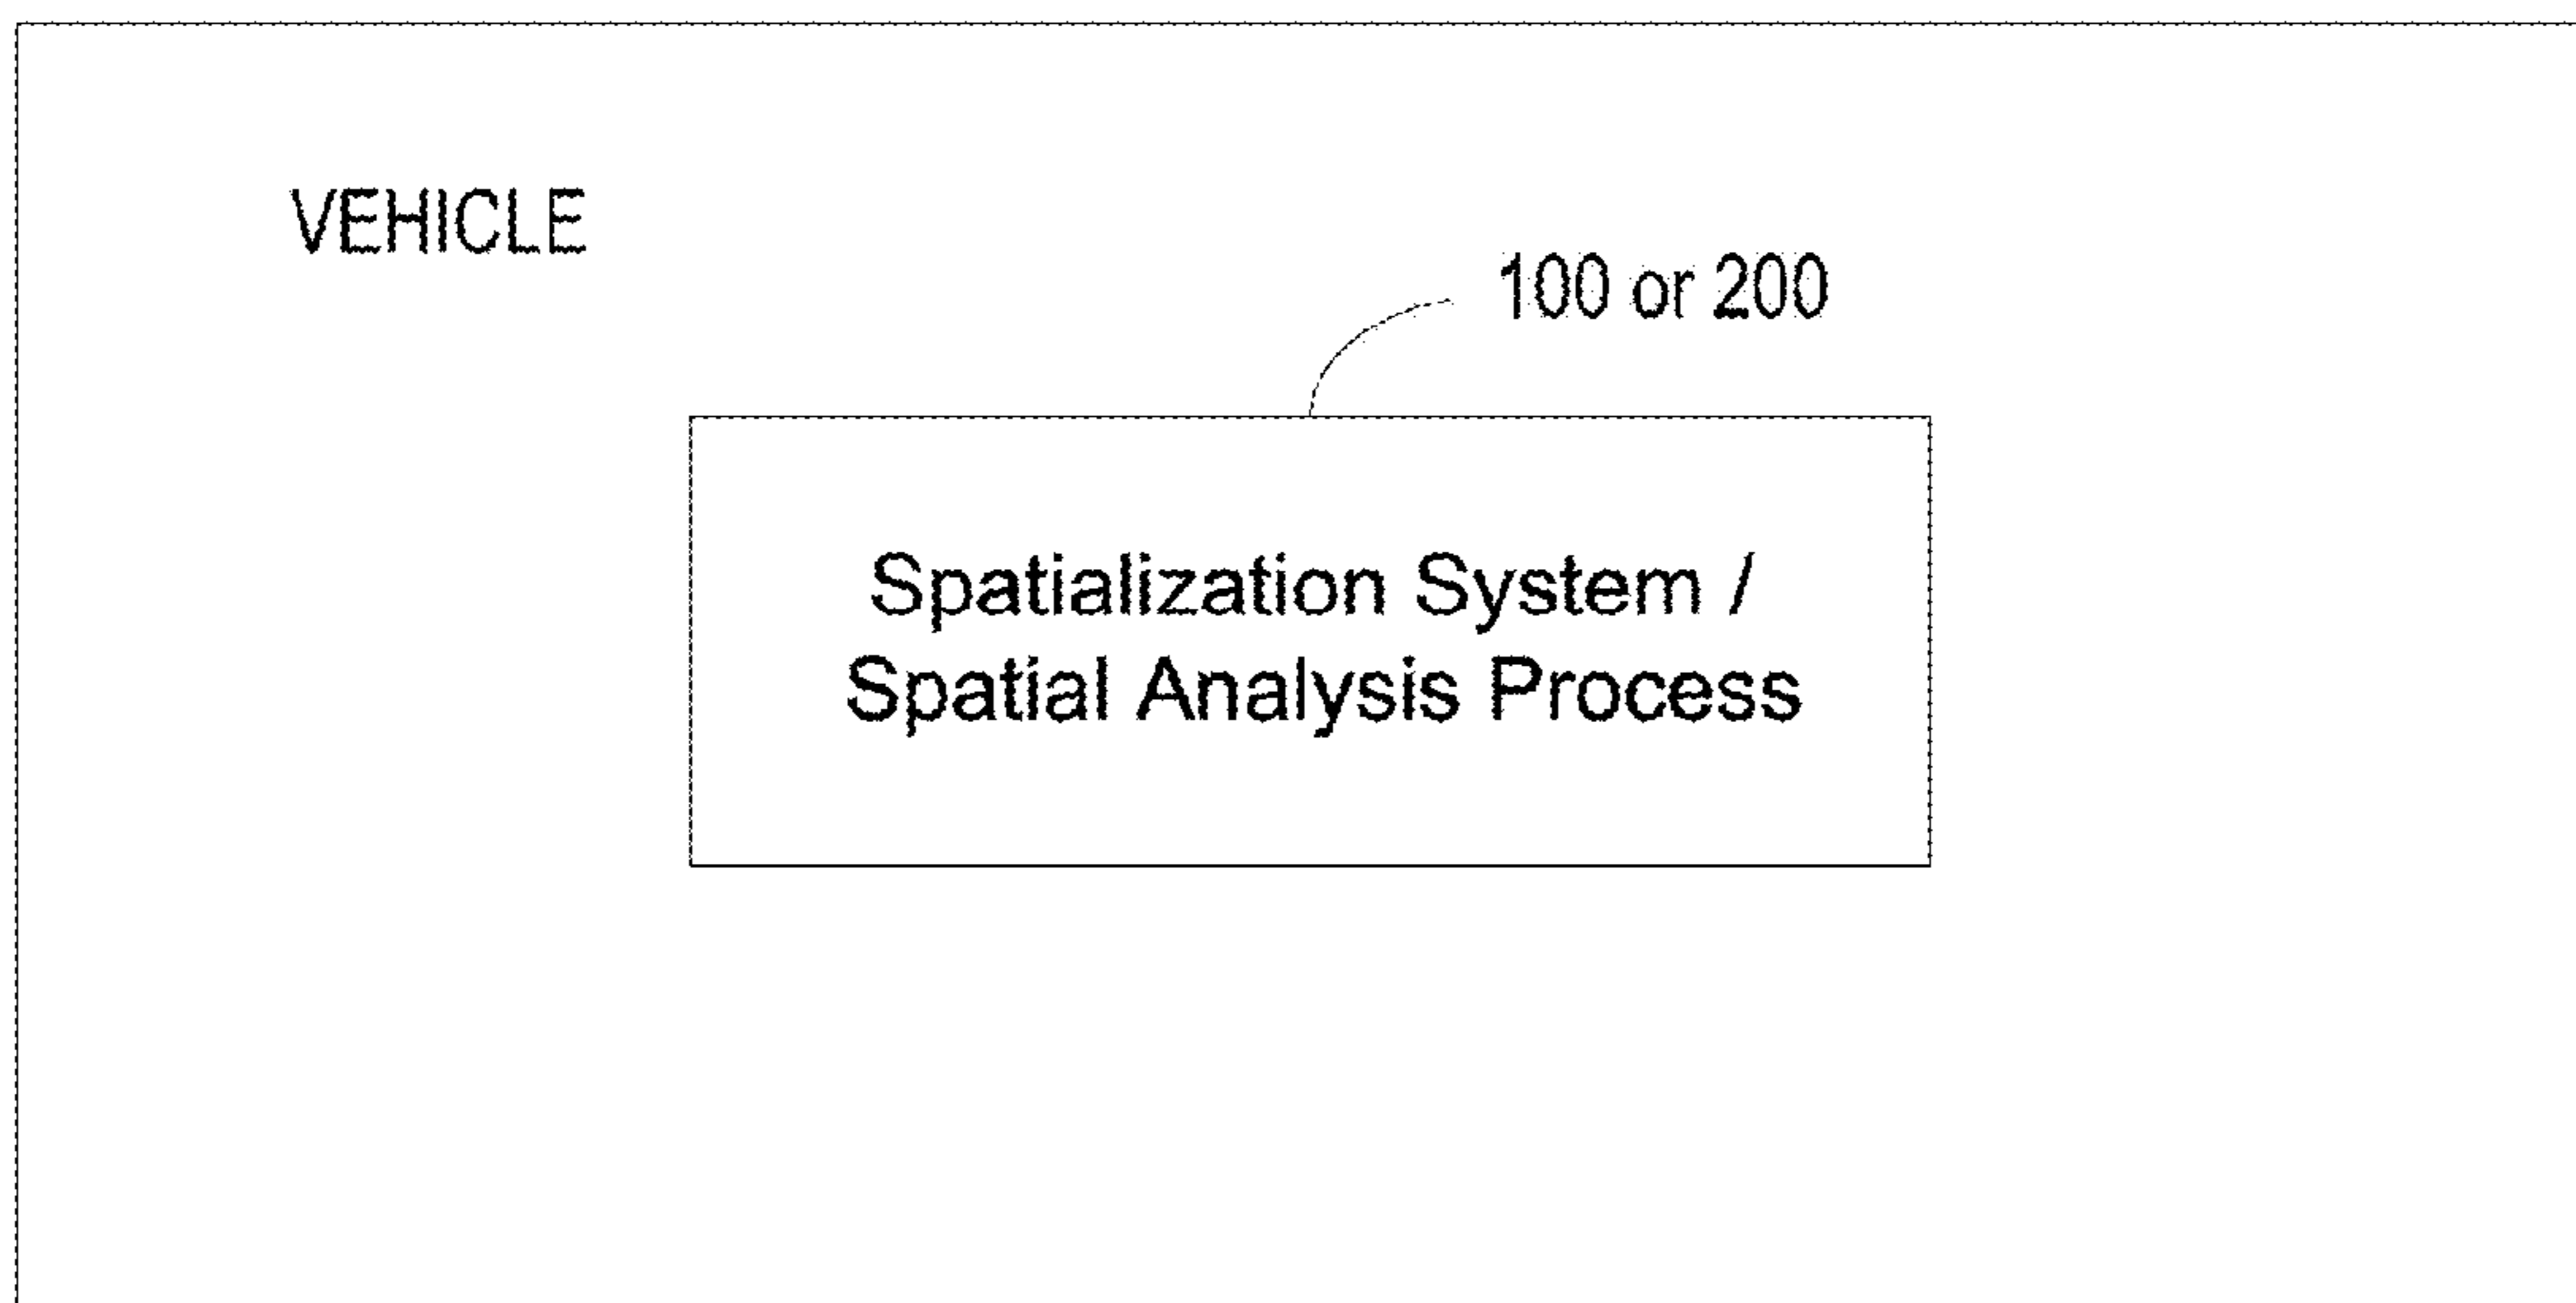 VEHICLE
100 or 200
Spatialization System /
Spatial Analysis Process